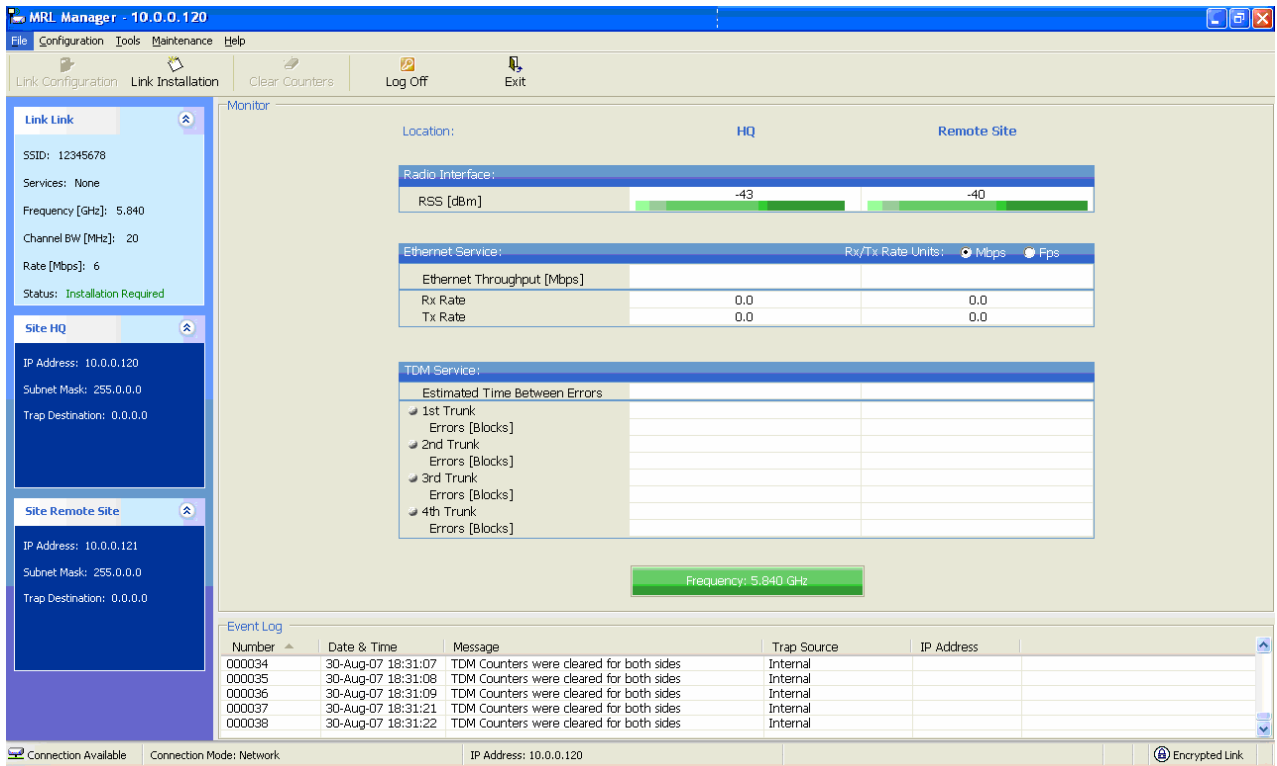 MRL Manager - 10.0.0.120
File Configuration Tools Maintenance Help
Link Configuration Link Installation Clear Counters Log Off Exit
Link Link
SSID: 12345678
Services: None
Frequency [GHz]: 5.840
Channel BW [MHz]: 20
Rate [Mbps]: 6
Status: Installation Required
Site HQ
IP Address: 10.0.0.120
Subnet Mask: 255.0.0.0
Trap Destination: 0.0.0.0
Site Remote Site
IP Address: 10.0.0.121
Subnet Mask: 255.0.0.0
Trap Destination: 0.0.0.0
Monitor
Location: HQ Remote Site
Radio Interface:
RSS [dBm] -43 -40
Ethernet Service: Rx/Tx Rate Units: Mbps Fps
Ethernet Throughput [Mbps]
Rx Rate 0.0 0.0
Tx Rate 0.0 0.0
TDM Service:
Estimated Time Between Errors
1st Trunk
Errors [Blocks]
2nd Trunk
Errors [Blocks]
3rd Trunk
Errors [Blocks]
4th Trunk
Errors [Blocks]
Frequency: 5.840 GHz
Event Log
Number Date & Time Message Trap Source IP Address
000034 30-Aug-07 18:31:07 TDM Counters were cleared for both sides Internal
000035 30-Aug-07 18:31:08 TDM Counters were cleared for both sides Internal
000036 30-Aug-07 18:31:09 TDM Counters were cleared for both sides Internal
000037 30-Aug-07 18:31:21 TDM Counters were cleared for both sides Internal
000038 30-Aug-07 18:31:22 TDM Counters were cleared for both sides Internal
Connection Available Connection Mode: Network IP Address: 10.0.0.120 Encrypted Link